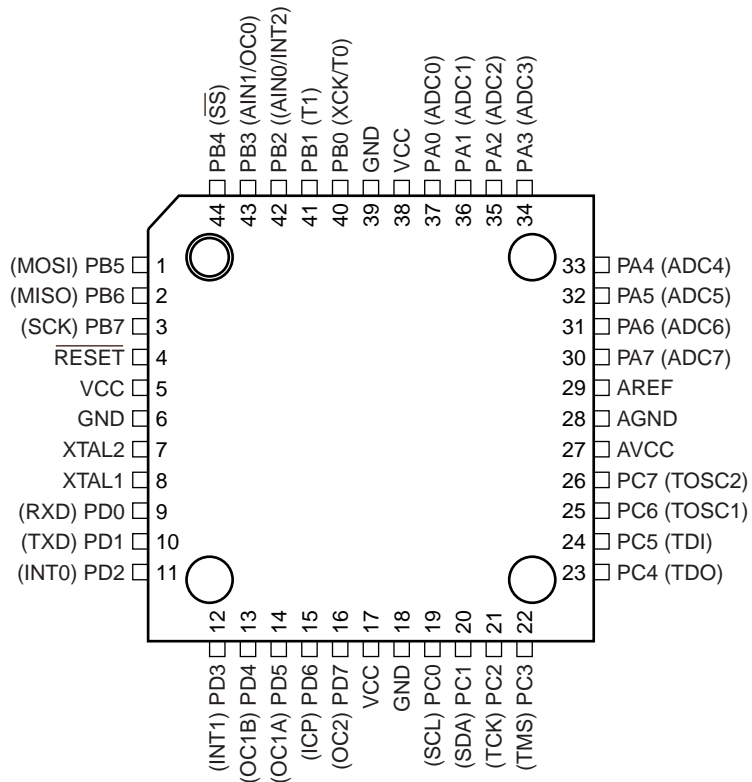 PB4 (SS)
PB3 (AIN1/OC0)
PB2 ((AIN0/INT2)
PB1 (T1)
PB0 (XCK/T0)
GND
VCC
PA0 (ADC0)
PA1 (ADC1)
PA2 (ADC2)
PA3 (ADC3)
44
43
42
41
40
39
38
37
36
35
34
(MOSI) PB5 1
(MISO) PB6 2
(SCK) PB7 3
RESET 4
VCC 5
GND 6
XTAL2 7
XTAL1 8
(RXD) PD0 9
(TXD) PD1 10
(INT0) PD2 11
33 PA4 (ADC4)
32 PA5 (ADC5)
31 PA6 (ADC6)
30 PA7 (ADC7)
29 AREF
28 AGND
27 AVCC
26 PC7 (TOSC2)
25 PC6 (TOSC1)
24 PC5 (TDI)
23 PC4 (TDO)
12
13
14
15
16
17
18
19
20
21
22
(INT1) PD3
(OC1B) PD4
(OC1A) PD5
(ICP) PD6
(OC2) PD7
VCC
GND
(SCL) PC0
(SDA) PC1
(TCK) PC2
(TMS) PC3